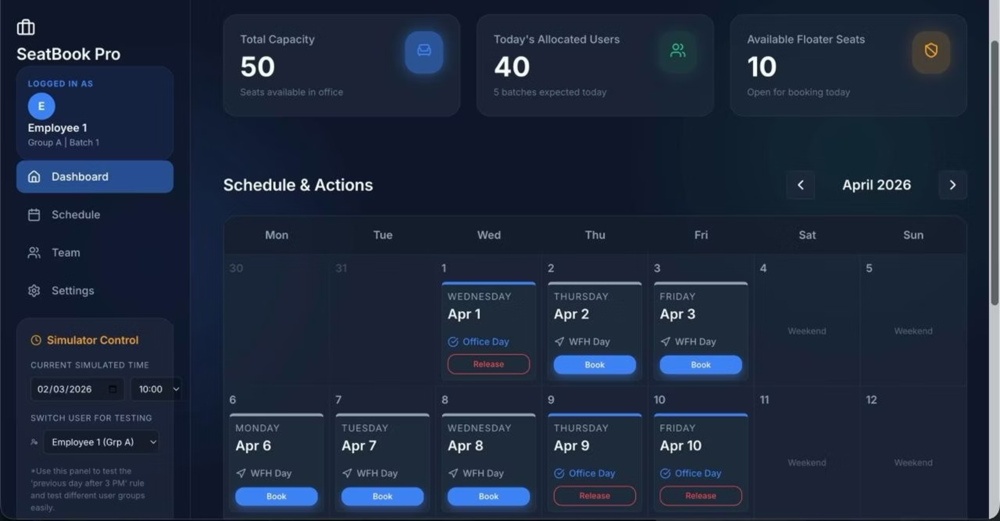 SeatBook Pro
LOGGED IN AS
E
Employee 1
Group A | Batch 1
Dashboard
Schedule
Team
Settings
Simulator Control
CURRENT SIMULATED TIME
02/03/2026 10:00
SWITCH USER FOR TESTING
Employee 1 (Grp A)
*Use this panel to test the
'previous day after 3 PM' rule
and test different user groups
easily.
Total Capacity
50
Seats available in office
Today's Allocated Users
40
5 batches expected today
Available Floater Seats
10
Open for booking today
Schedule & Actions
April 2026
Mon Tue Wed Thu Fri Sat Sun
30 31 1 2 3 4 5
WEDNESDAY THURSDAY FRIDAY
Apr 1 Apr 2 Apr 3
Weekend Weekend
Office Day WFH Day WFH Day
Release Book Book
6 7 8 9 10 11 12
MONDAY TUESDAY WEDNESDAY THURSDAY FRIDAY
Apr 6 Apr 7 Apr 8 Apr 9 Apr 10
Weekend Weekend
WFH Day WFH Day WFH Day Office Day Office Day
Book Book Book Release Release